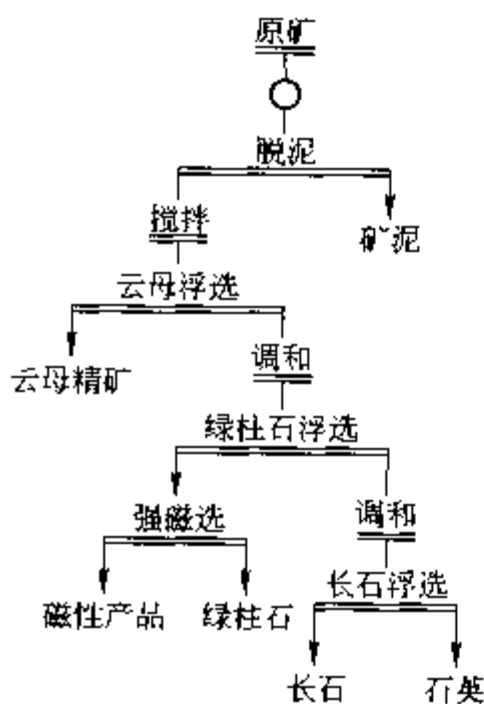 原矿
脱泥
搅拌
矿泥
云母浮选
云母精矿
调和
绿柱石浮选
强磁选
调和
长石浮选
磁性产品
绿柱石
长石
石英